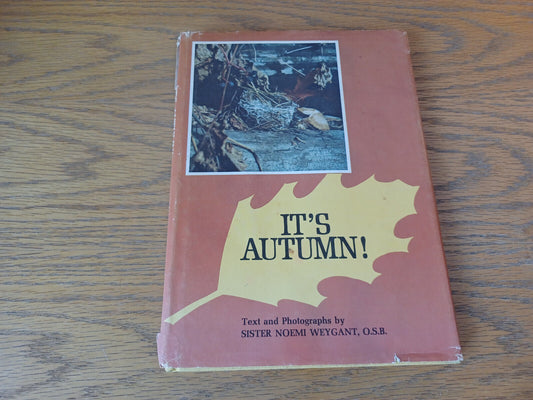 IT'S
AUTUMN!
Text and Photographs by
SISTER NOEMI WEYGANT, O.S.B.